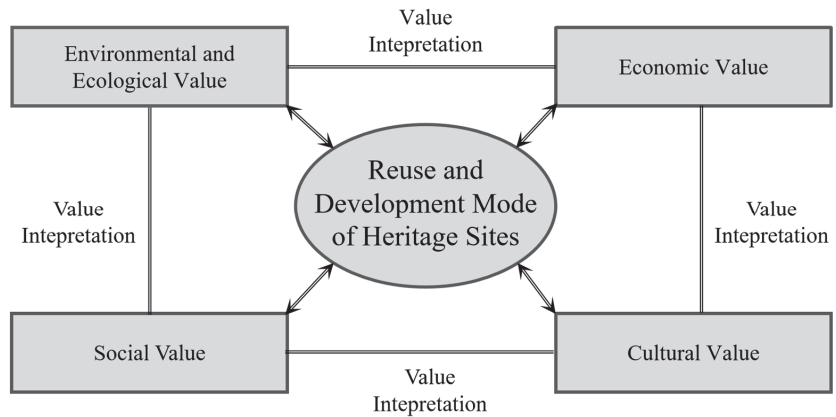 Value
Intepretation
Environmental and
Ecological Value
Economic Value
Reuse and
Development Mode
of Heritage Sites
Value
Intepretation
Value
Intepretation
Social Value
Cultural Value
Value
Intepretation